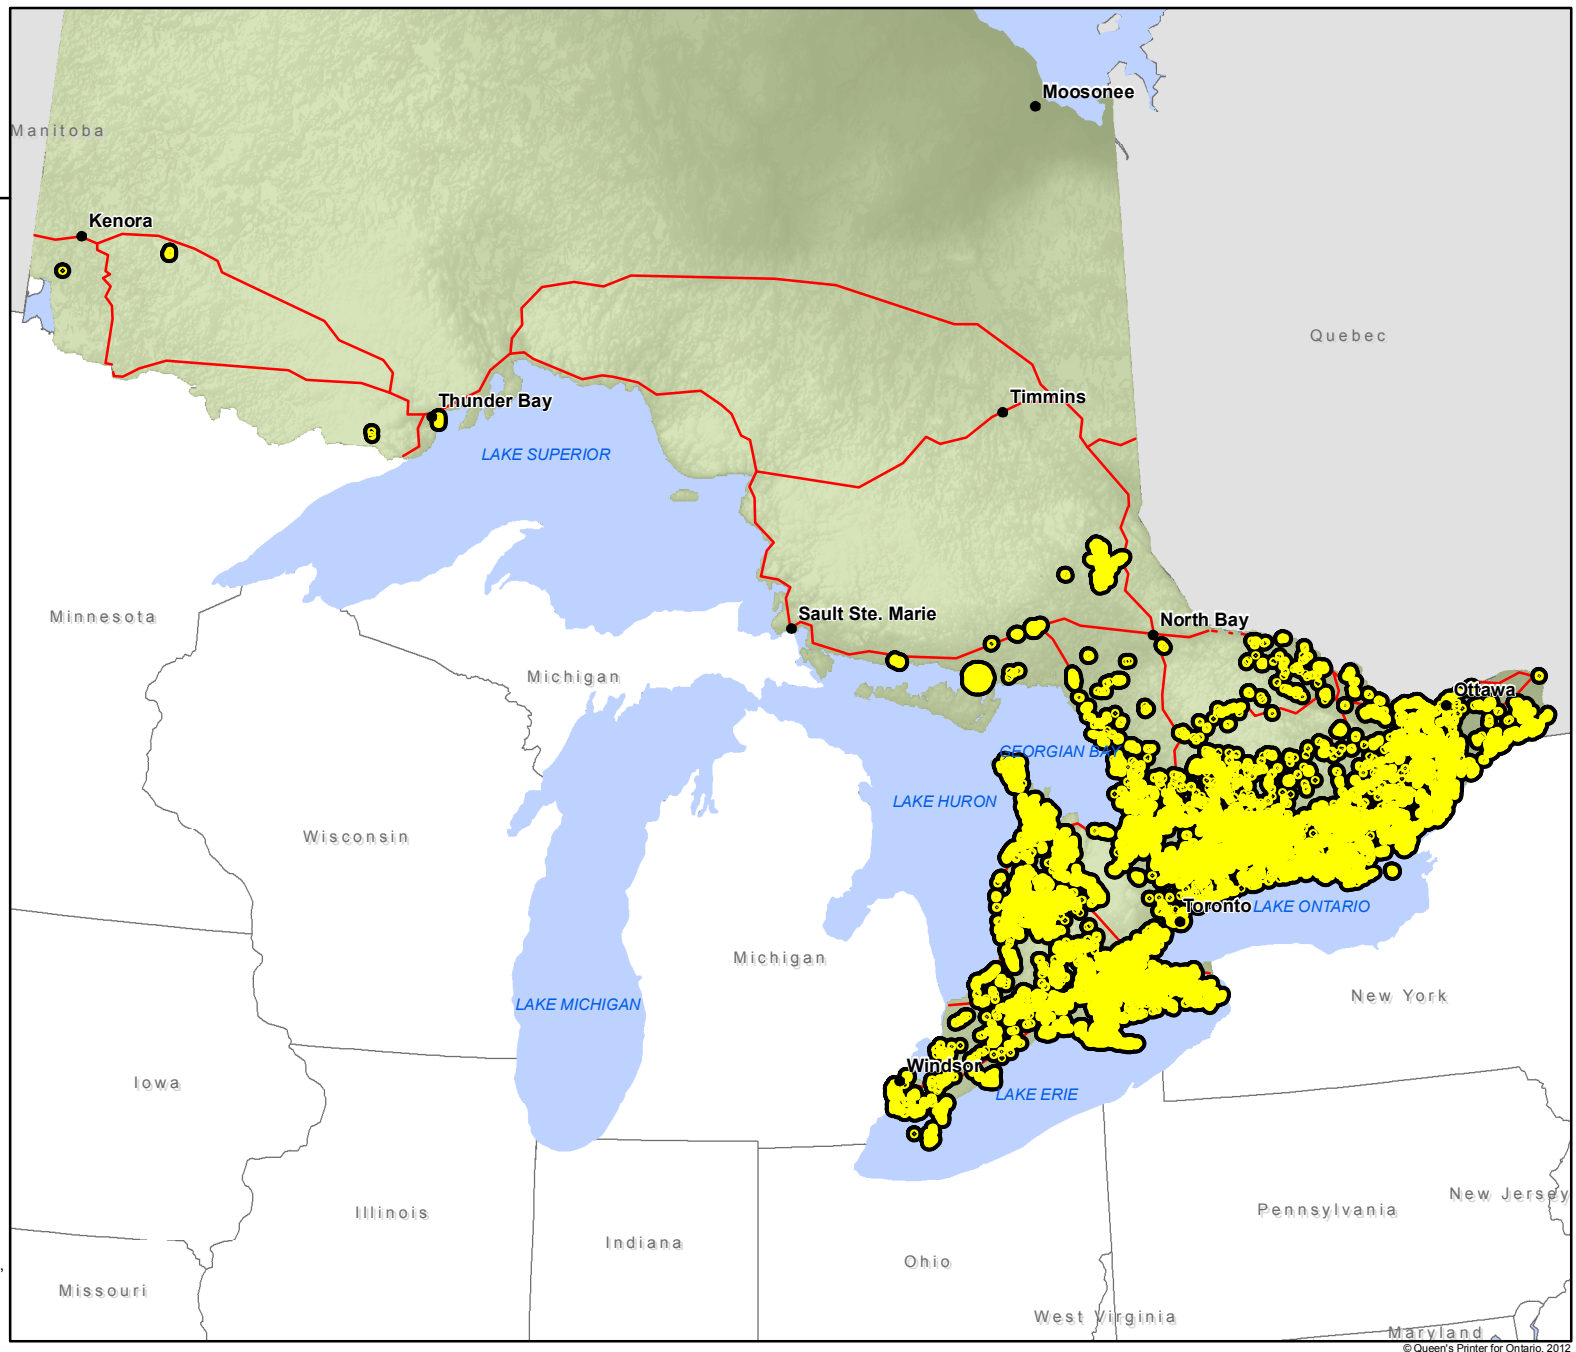 Moosonee
Manitoba
Kenora
Quebec
Thunder Bay
Timmins
LAKE SUPERIOR
Minnesota
Sault Ste. Marie
North Bay
Michigan
Ottawa
GEORGIAN BAY
LAKE HURON
Wisconsin
Toronto
LAKE ONTARIO
Michigan
New York
LAKE MICHIGAN
Windsor
Iowa
LAKE ERIE
New Jersey
Pennsylvania
Illinois
Indiana
Ohio
,
Missouri
West Virginia
Maryland
© Queen's Printer for Ontario, 2012